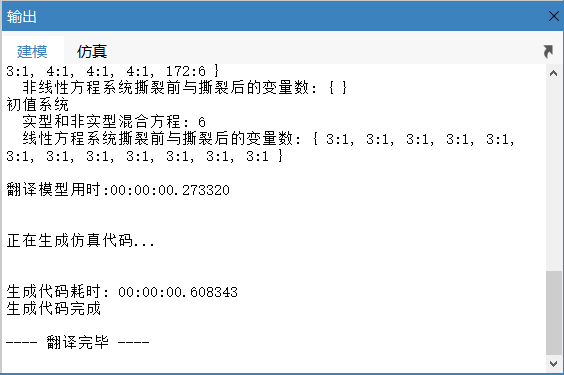 输出
建模 仿真
3:1, 4:1, 4:1, 4:1, 172:6 }
非线性方程系统撕裂前与撕裂后的变量数: { }
初值系统
实型和非实型混合方程: 6
线性方程系统撕裂前与撕裂后的变量数: { 3:1, 3:1, 3:1, 3:1, 3:1,
3:1, 3:1, 3:1, 3:1, 3:1, 3:1, 3:1 }
翻译模型用时:00:00:00.273320
正在生成仿真代码...
生成代码耗时: 00:00:00.608343
生成代码完成
---- 翻译完毕 ----